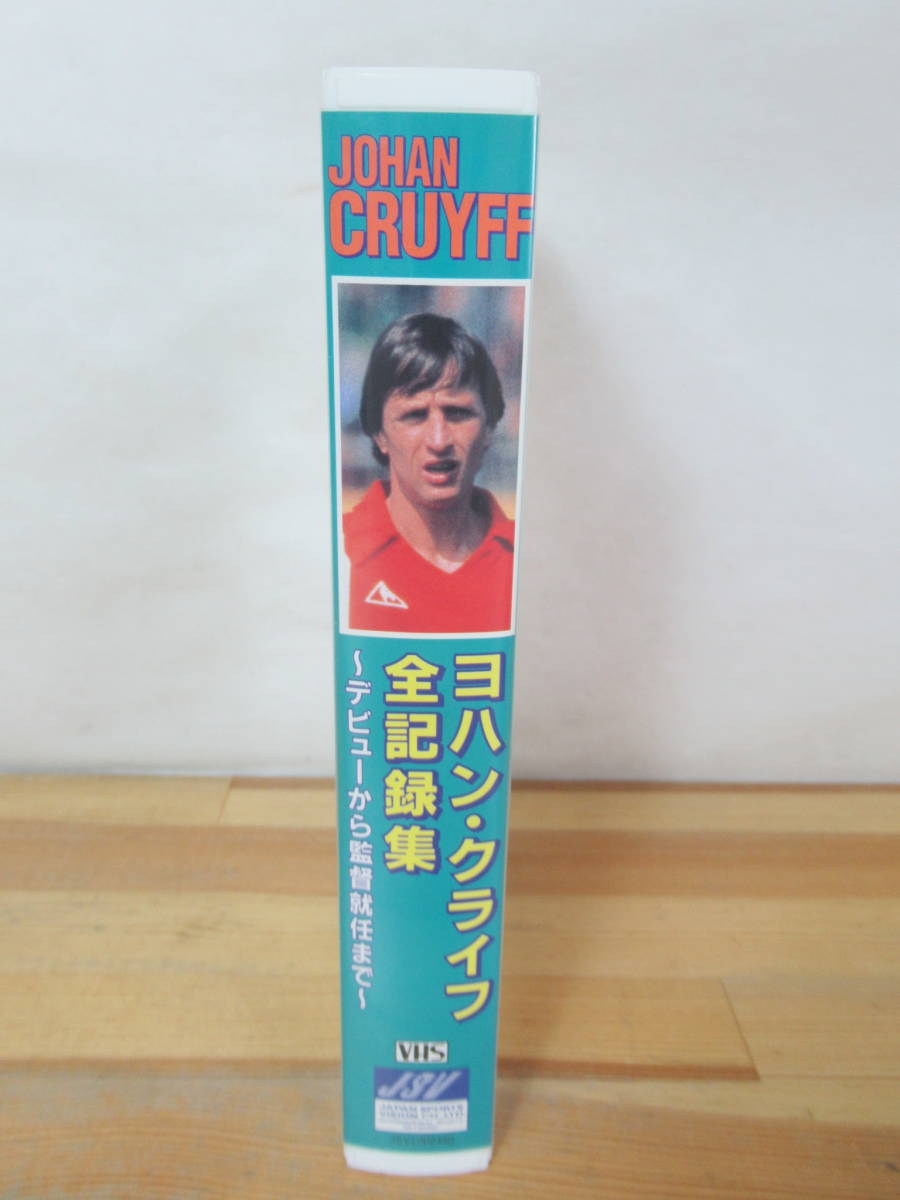 JOHAN
CRUYFF
ヨハン・クライフ
全記録集
～デビューから監督就任まで～
VHS
JSV
JAPAN SPORTS
VISION CO.,LTD